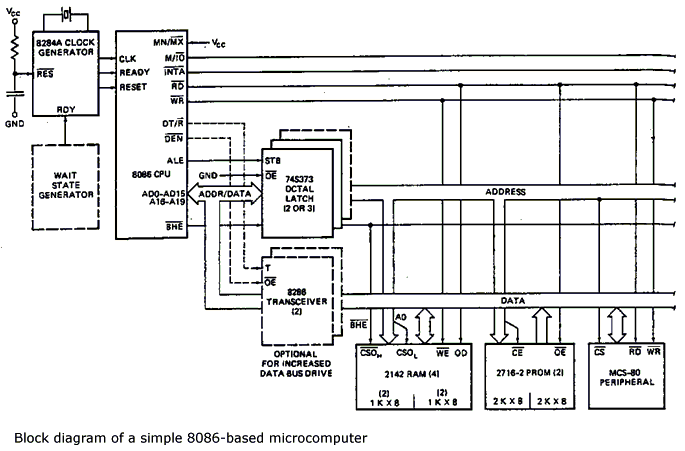 VCC
8284A CLOCK
GENERATOR
RES
RDY
GND
WAIT
STATE
GENERATOR
CLK
READY
RESET
8086 CPU
MN/MX
VCC
M/IO
INTA
RD
WR
DT/R
DEN
ALE
AD0-AD15
A16-A19
BHE
ADDR/DATA
GND
STB
OE
74S373
OCTAL
LATCH
(2 OR 3)
T
OE
8286
TRANSCEIVER
(2)
OPTIONAL
FOR INCREASED
DATA BUS DRIVE
ADDRESS
DATA
BHE
A0
CSOH
CSOL
WE
OD
2142 RAM (4)
(2)
1K X 8
(2)
1K X 8
CE
OE
2716-2 PROM (2)
2K X 8
2K X 8
CS
RD
WR
MCS-80
PERIPHERAL
Block diagram of a simple 8086-based microcomputer